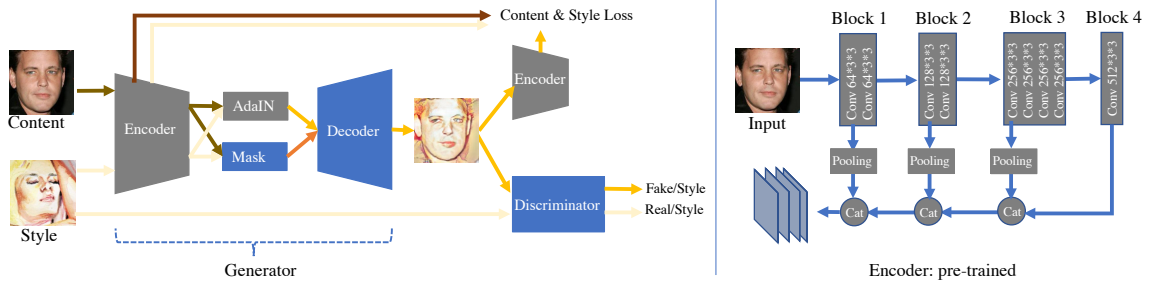 Content & Style Loss
Content
Encoder
AdaIN
Mask
Decoder
Encoder
Style
Discriminator
Fake/Style
Real/Style
Generator
Block 1
Block 2
Block 3
Block 4
Input
Conv 64*3*3
Conv 64*3*3
Conv 128*3*3
Conv 128*3*3
Conv 256*3*3
Conv 256*3*3
Conv 256*3*3
Conv 256*3*3
Conv 512*3*3
Pooling
Pooling
Pooling
Cat
Cat
Cat
Encoder: pre-trained